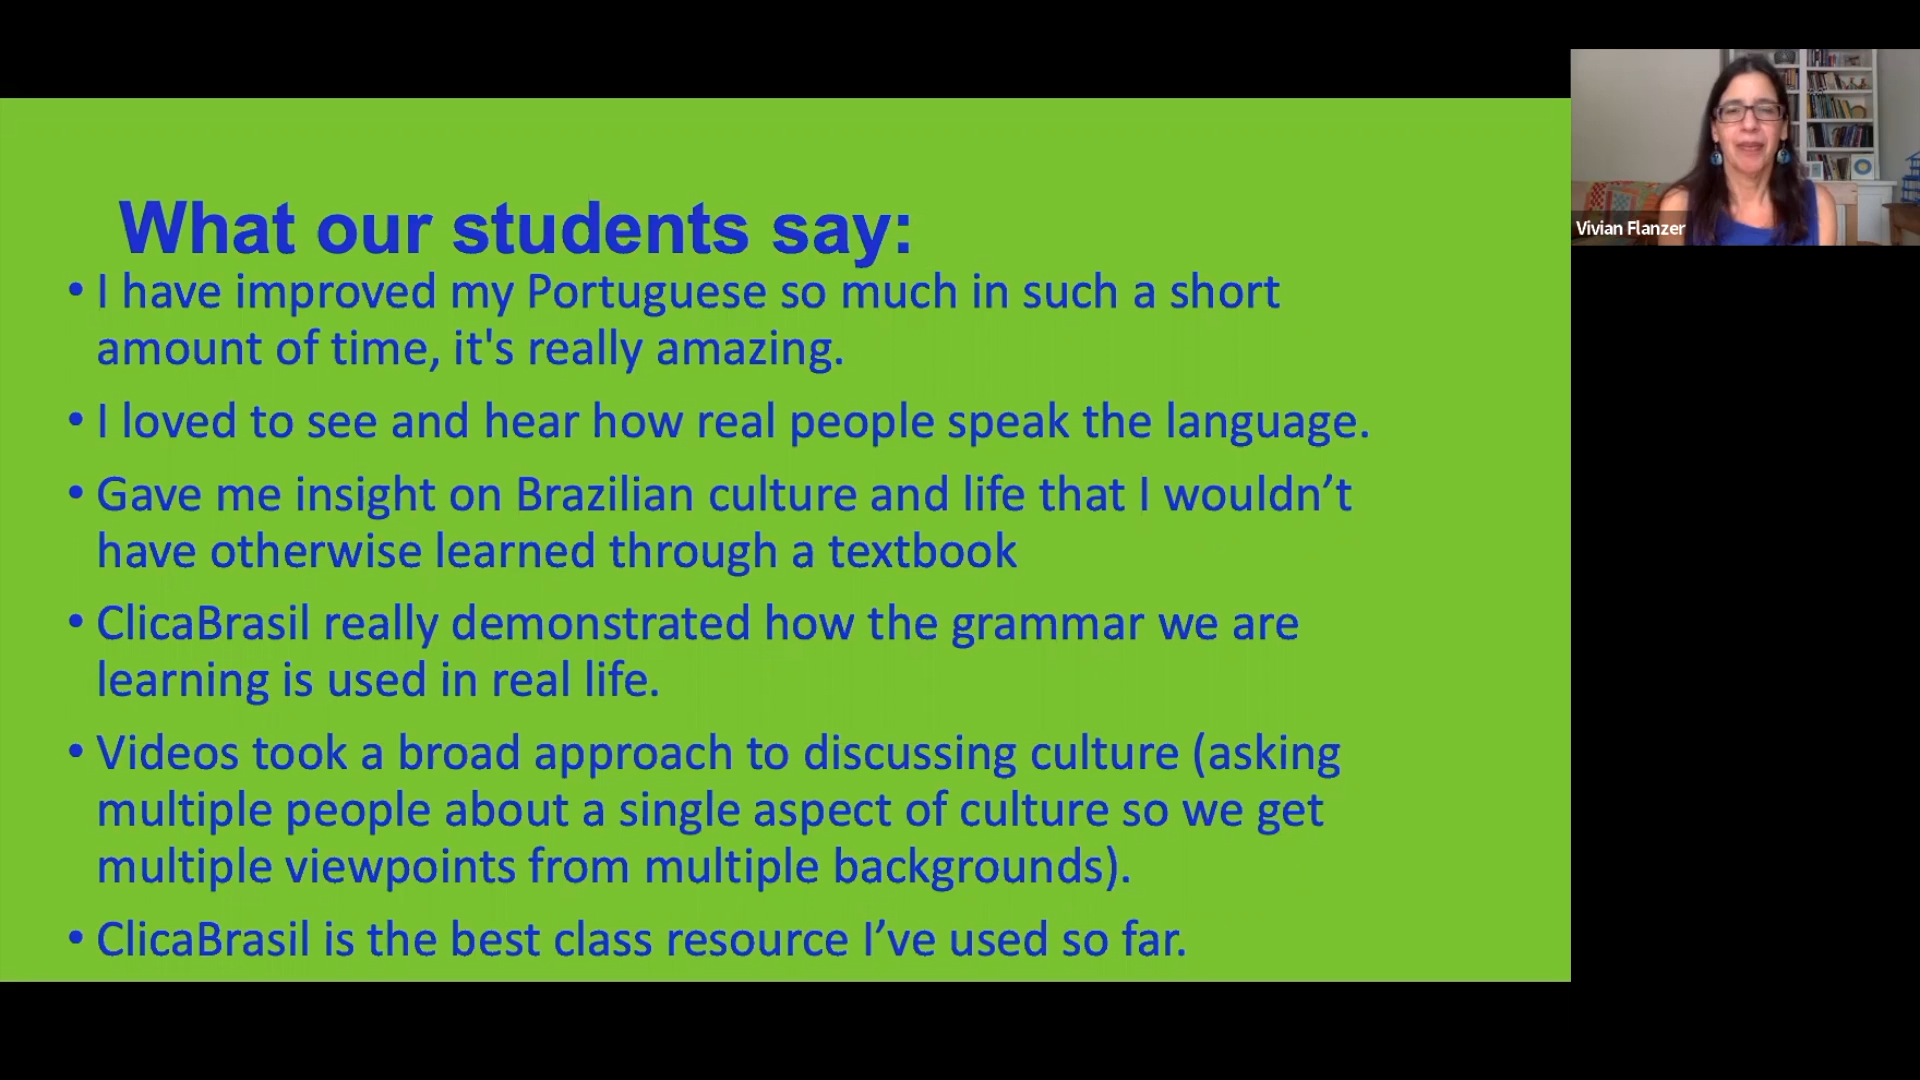 What our students say:
• I have improved my Portuguese so much in such a short
amount of time, it's really amazing.
• I loved to see and hear how real people speak the language.
• Gave me insight on Brazilian culture and life that I wouldn’t
have otherwise learned through a textbook
• ClicaBrasil really demonstrated how the grammar we are
learning is used in real life.
• Videos took a broad approach to discussing culture (asking
multiple people about a single aspect of culture so we get
multiple viewpoints from multiple backgrounds).
• ClicaBrasil is the best class resource I’ve used so far.
Vivian Flanzer